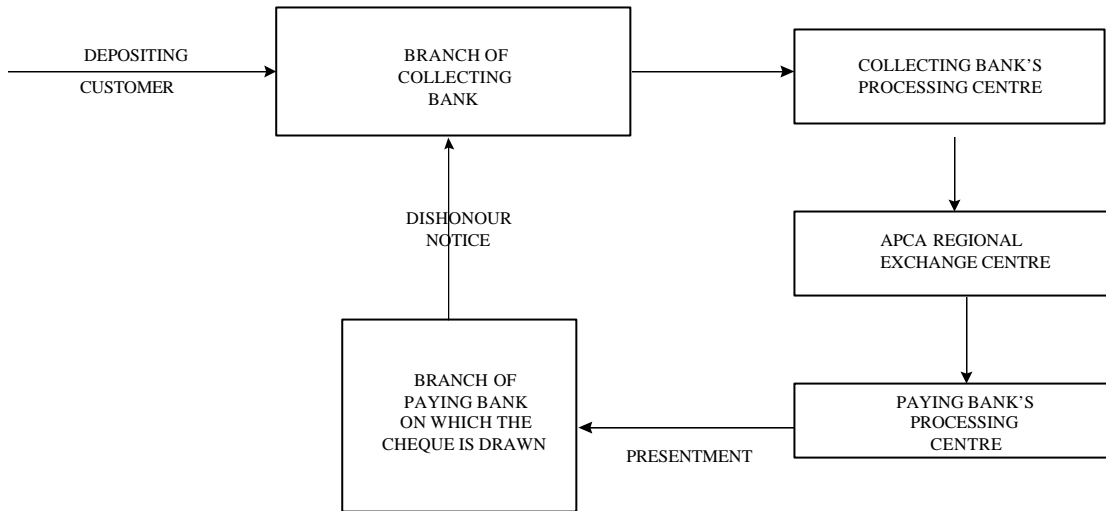 DEPOSITING
CUSTOMER
BRANCH OF
COLLECTING
BANK
COLLECTING BANK’S
PROCESSING CENTRE
APCA REGIONAL
EXCHANGE CENTRE
PAYING BANK’S
PROCESSING
CENTRE
PRESENTMENT
BRANCH OF
PAYING BANK
ON WHICH THE
CHEQUE IS DRAWN
DISHONOUR
NOTICE